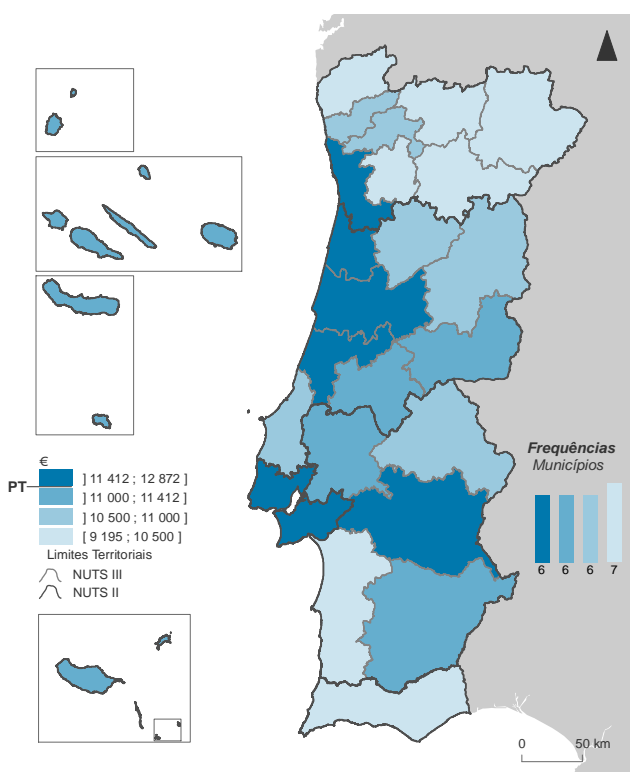 €
PT
] 11 412 ; 12 872 ]
] 11 000 ; 11 412 ]
] 10 500 ; 11 000 ]
[ 9 195 ; 10 500 ]
Limites Territoriais
NUTS III
NUTS II
Frequências
Municípios
6 6 6 7
0 50 km